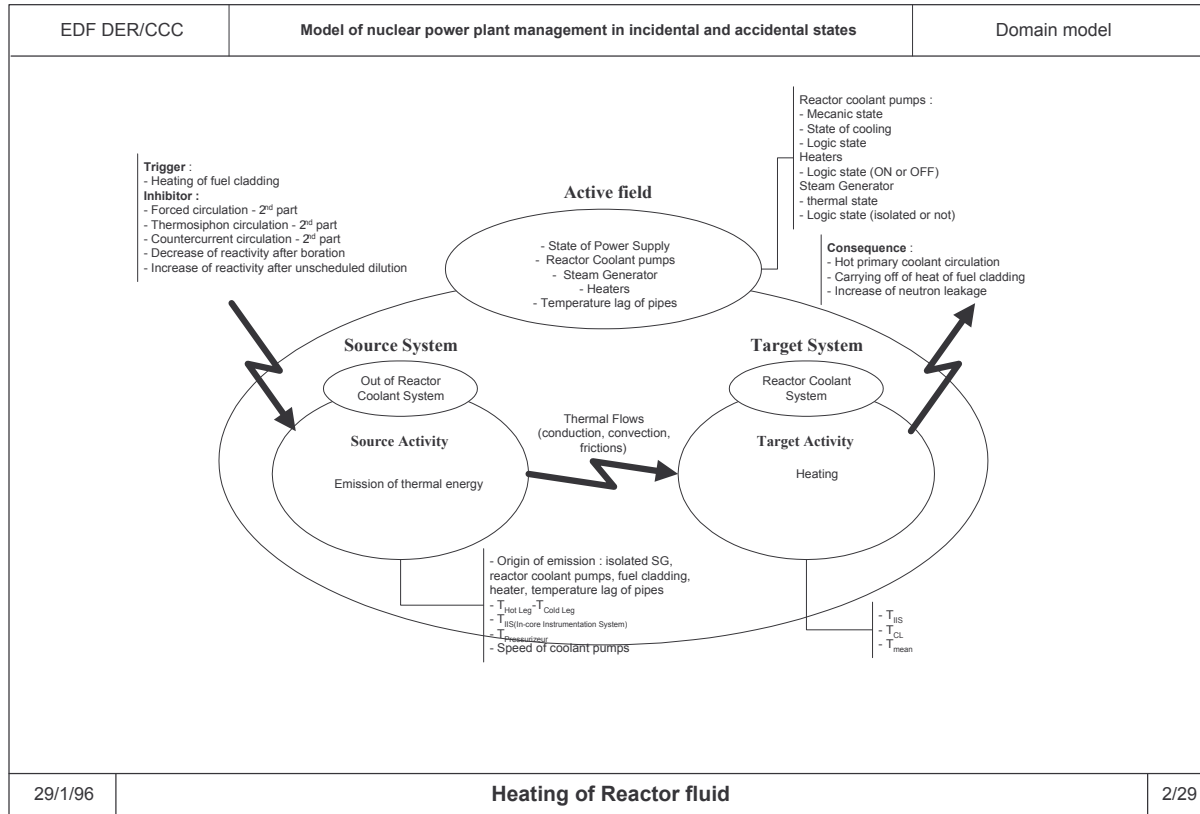 EDF DER/CCC
Model of nuclear power plant management in incidental and accidental states
Domain model
Reactor coolant pumps :
- Mecanic state
- State of cooling
- Logic state
Heaters
- Logic state (ON or OFF)
Steam Generator
- thermal state
- Logic state (isolated or not)
Trigger :
- Heating of fuel cladding
Inhibitor :
- Forced circulation - 2nd part
- Thermosiphon circulation - 2nd part
- Countercurrent circulation - 2nd part
- Decrease of reactivity after boration
- Increase of reactivity after unscheduled dilution
Active field
- State of Power Supply
- Reactor Coolant pumps
- Steam Generator
- Heaters
- Temperature lag of pipes
Consequence :
- Hot primary coolant circulation
- Carrying off of heat of fuel cladding
- Increase of neutron leakage
Source System
Out of Reactor
Coolant System
Source Activity
Emission of thermal energy
Thermal Flows
(conduction, convection,
frictions)
Target System
Reactor Coolant
System
Target Activity
Heating
- Origin of emission : isolated SG,
reactor coolant pumps, fuel cladding,
heater, temperature lag of pipes
- THot Leg-TCold Leg
- TIIS(In-core Instrumentation System)
- TPressurizeur
- Speed of coolant pumps
- TIIS
- TCL
- Tmean
29/1/96
Heating of Reactor fluid
2/29